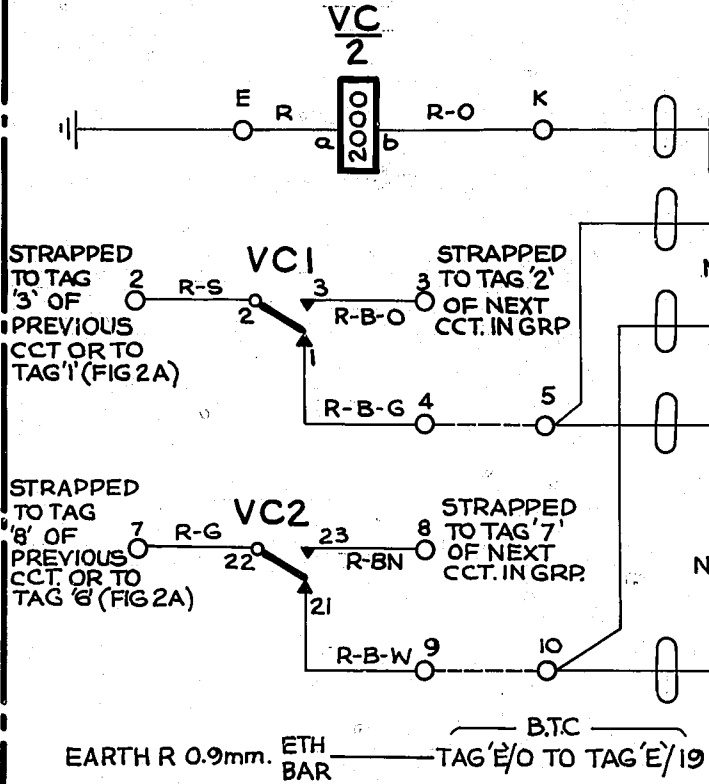 VC
2
E R 2000 R-O K
a b
STRAPPED
TO TAG
'3' OF
PREVIOUS
CCT OR TO
TAG '1' (FIG 2A)
2 R-S 2
VC1
3
1
R-B-O
3
STRAPPED
TO TAG '2'
OF NEXT
CCT. IN GRP
R-B-G 4 5
STRAPPED
TO TAG
'8' OF
PREVIOUS
CCT. OR TO
TAG '6' (FIG 2A)
7 R-G 22
VC2
23
21
R-BN
8
STRAPPED
TO TAG '7'
OF NEXT
CCT. IN GRP.
R-B-W 9 10
N
EARTH R 0.9mm. ETH
BAR
B.T.C
TAG 'E'/0 TO TAG 'E'/19